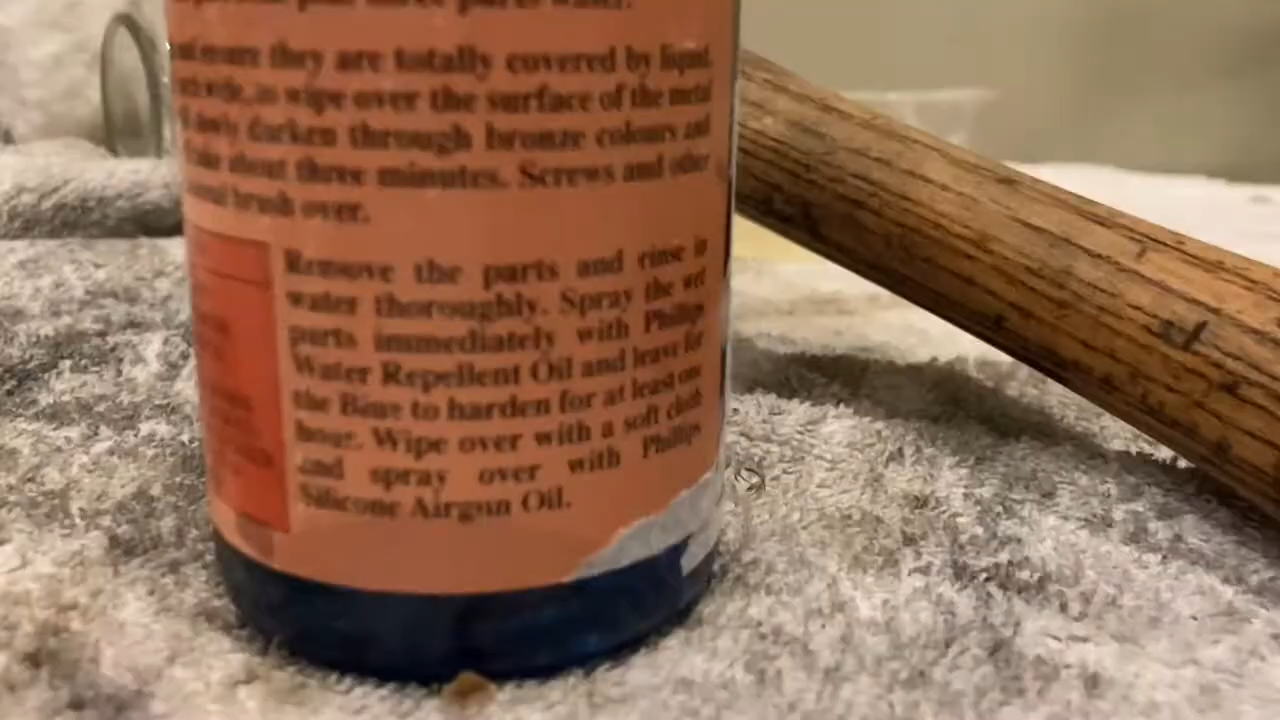 parts water.
they are totally covered by liquid,
wipe over the surface of the metal
darken through bronze colours and
about three minutes. Screws and other
brush over.
Remove the parts and rinse in
water thoroughly. Spray the wet
parts immediately with Phillips
Water Repellent Oil and leave for
the Blue to harden for at least one
hour. Wipe over with a soft cloth
and spray over with Phillips
Silicone Airgun Oil.